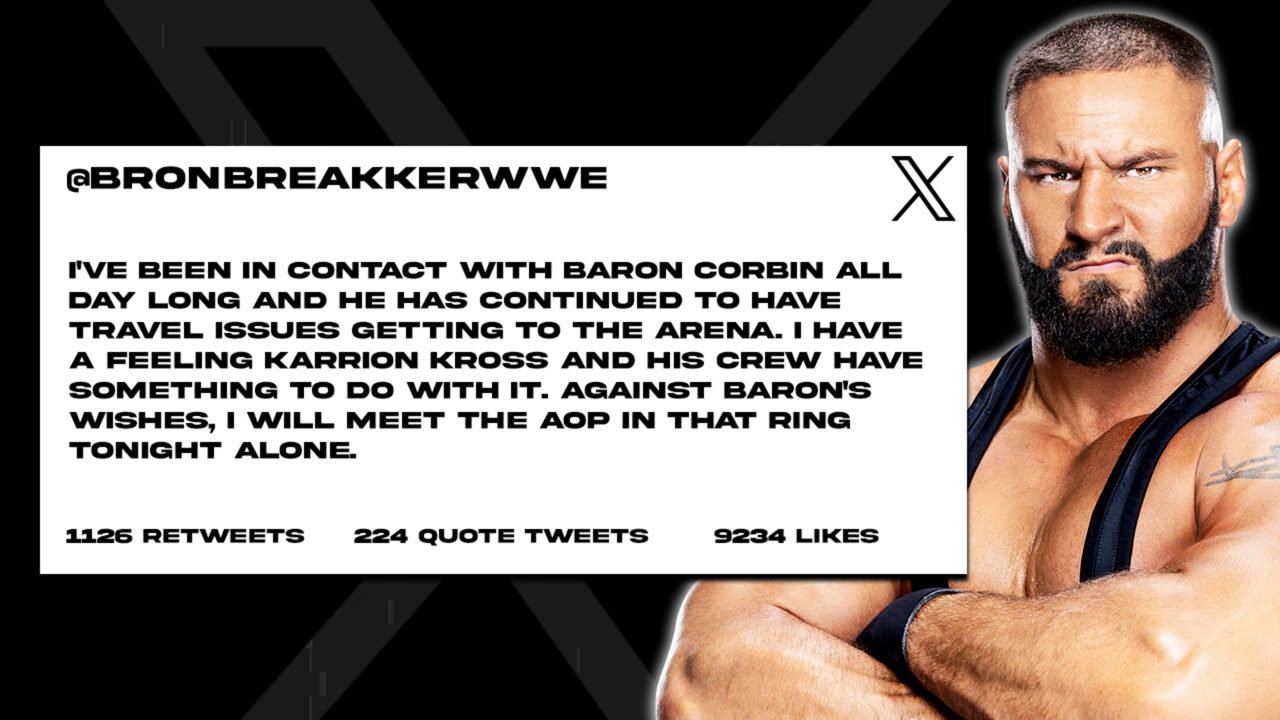 @BRONBREAKKERWWE
I'VE BEEN IN CONTACT WITH BARON CORBIN ALL
DAY LONG AND HE HAS CONTINUED TO HAVE
TRAVEL ISSUES GETTING TO THE ARENA. I HAVE
A FEELING KARRION KROSS AND HIS CREW HAVE
SOMETHING TO DO WITH IT. AGAINST BARON'S
WISHES, I WILL MEET THE AOP IN THAT RING
TONIGHT ALONE.
1126 RETWEETS 224 QUOTE TWEETS 9234 LIKES